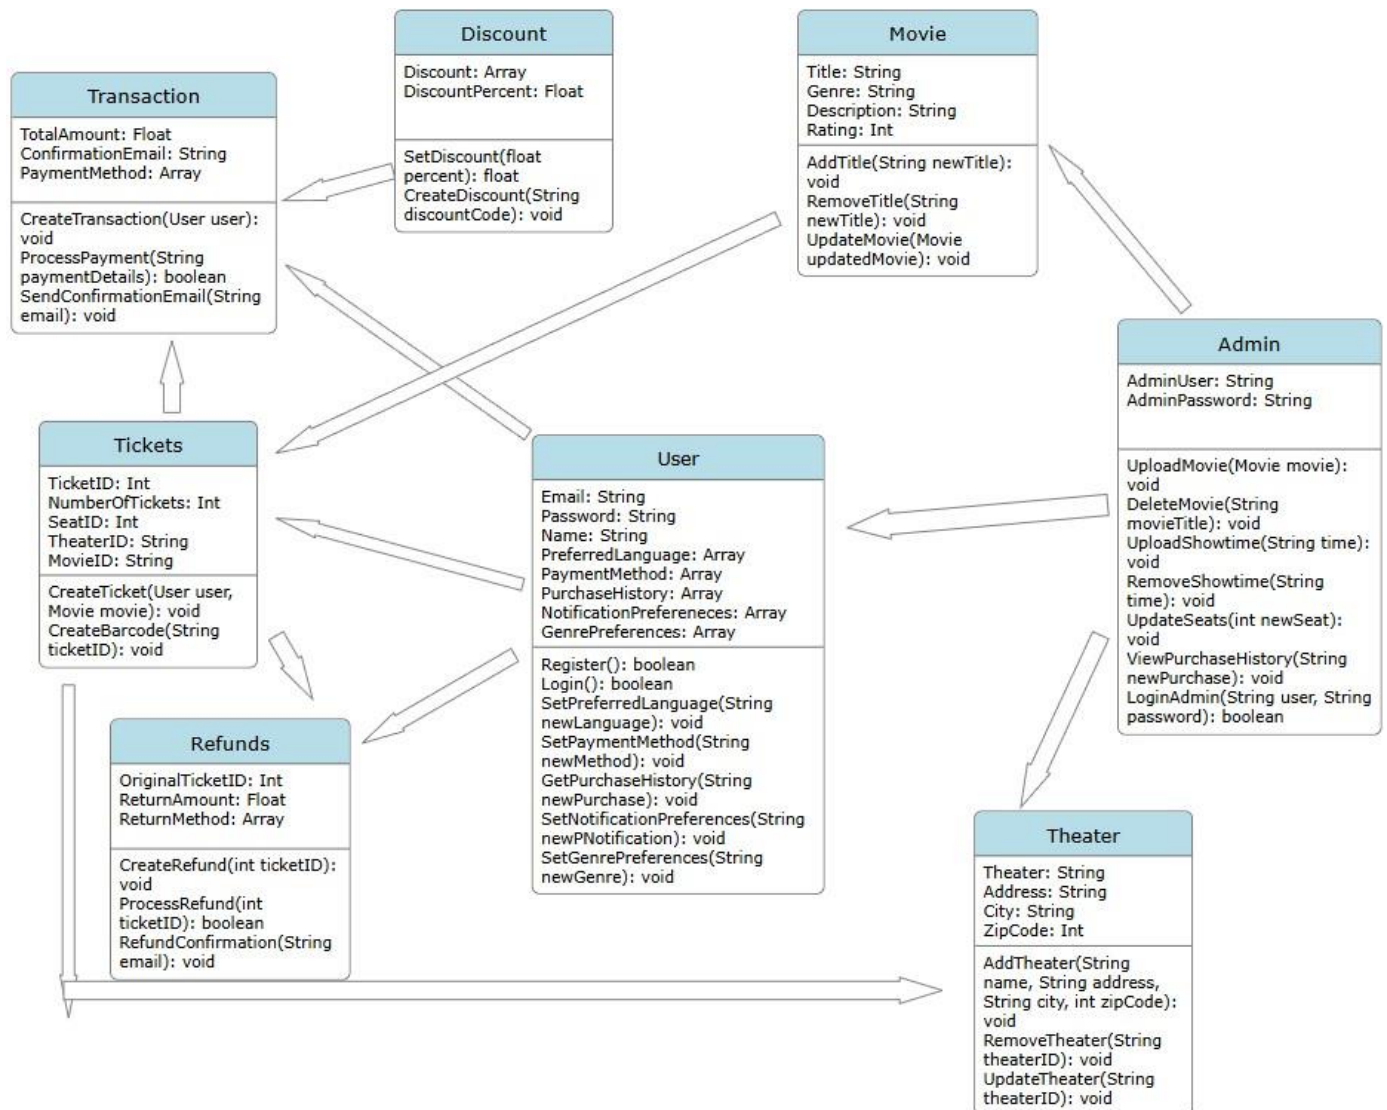 Discount
Discount: Array
DiscountPercent: Float
SetDiscount(float
percent): float
CreateDiscount(String
discountCode): void
Movie
Title: String
Genre: String
Description: String
Rating: Int
AddTitle(String newTitle):
void
RemoveTitle(String
newTitle): void
UpdateMovie(Movie
updatedMovie): void
Transaction
TotalAmount: Float
ConfirmationEmail: String
PaymentMethod: Array
CreateTransaction(User user):
void
ProcessPayment(String
paymentDetails): boolean
SendConfirmationEmail(String
email): void
Admin
AdminUser: String
AdminPassword: String
UploadMovie(Movie movie):
void
DeleteMovie(String
movieTitle): void
UploadShowtime(String time):
void
RemoveShowtime(String
time): void
UpdateSeats(int newSeat):
void
ViewPurchaseHistory(String
newPurchase): void
LoginAdmin(String user, String
password): boolean
Tickets
TicketID: Int
NumberOfTickets: Int
SeatID: Int
TheaterID: String
MovieID: String
CreateTicket(User user,
Movie movie): void
CreateBarcode(String
ticketID): void
User
Email: String
Password: String
Name: String
PreferredLanguage: Array
PaymentMethod: Array
PurchaseHistory: Array
NotificationPrefereneces: Array
GenrePreferences: Array
Register(): boolean
Login(): boolean
SetPreferredLanguage(String
newLanguage): void
SetPaymentMethod(String
newMethod): void
GetPurchaseHistory(String
newPurchase): void
SetNotificationPreferences(String
newPNotification): void
SetGenrePreferences(String
newGenre): void
Refunds
OriginalTicketID: Int
ReturnAmount: Float
ReturnMethod: Array
CreateRefund(int ticketID):
void
ProcessRefund(int
ticketID): boolean
RefundConfirmation(String
email): void
Theater
Theater: String
Address: String
City: String
ZipCode: Int
AddTheater(String
name, String address,
String city, int zipCode):
void
RemoveTheater(String
theaterID): void
UpdateTheater(String
theaterID): void